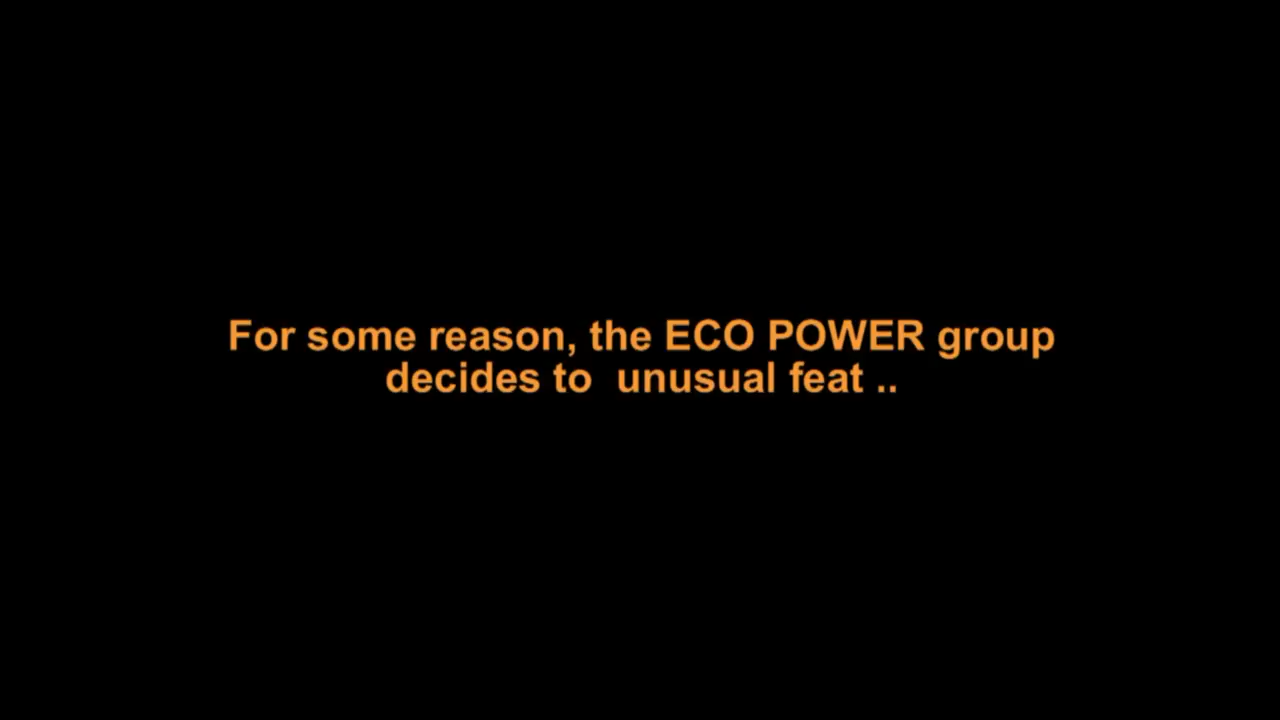 For some reason, the ECO POWER group
decides to  unusual feat ..